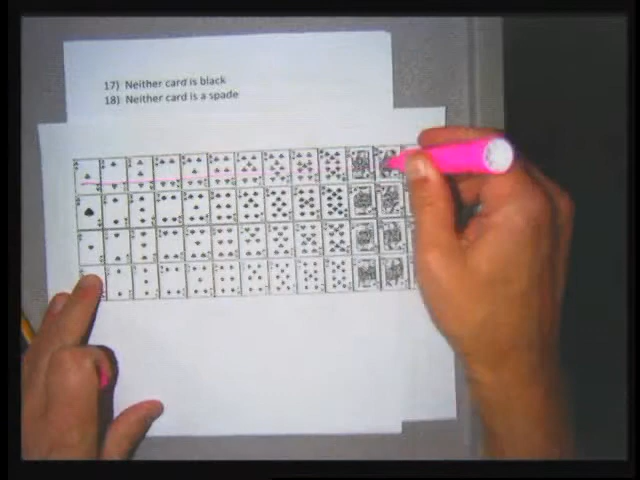 17) Neither card is black
18) Neither card is a spade